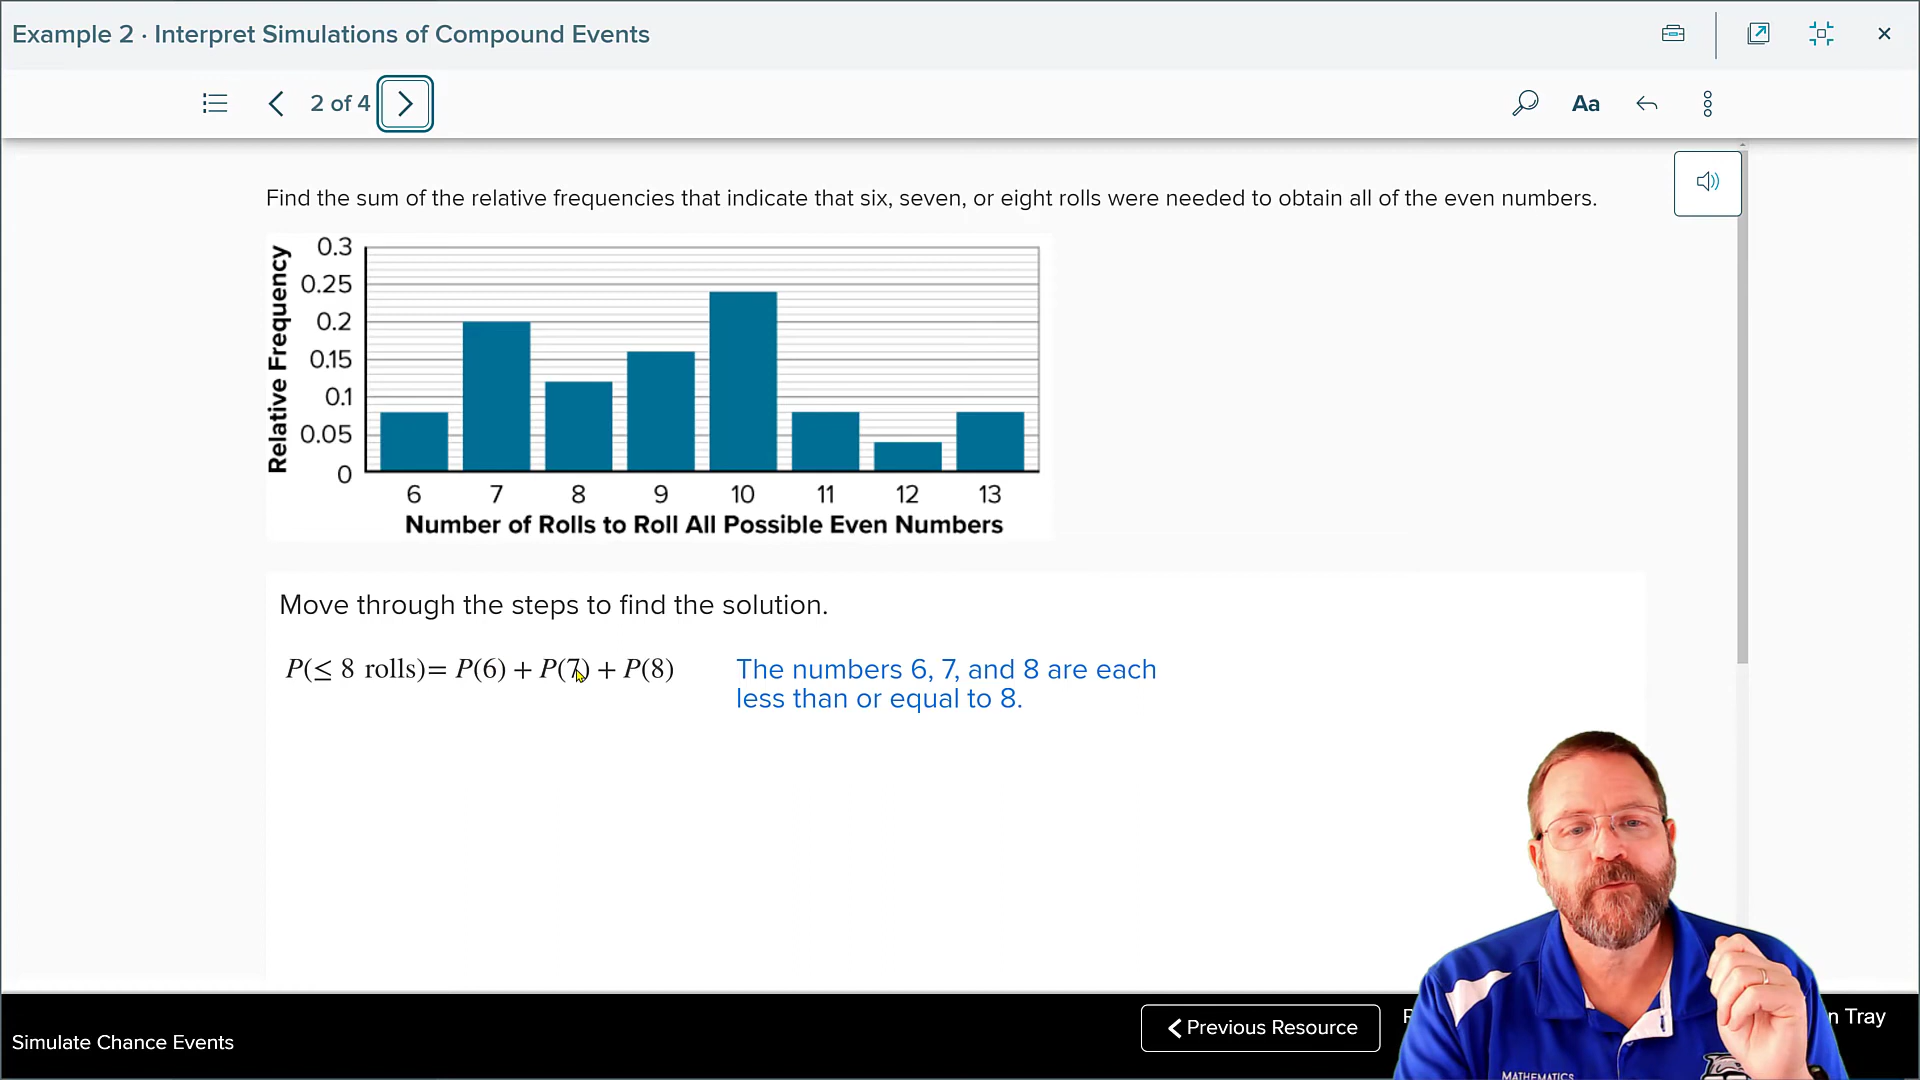 Example 2 · Interpret Simulations of Compound Events
2 of 4
Aa
Find the sum of the relative frequencies that indicate that six, seven, or eight rolls were needed to obtain all of the even numbers.
Relative Frequency
0.3
0.25
0.2
0.15
0.1
0.05
0
6 7 8 9 10 11 12 13
Number of Rolls to Roll All Possible Even Numbers
Move through the steps to find the solution.
P(≤ 8 rolls)= P(6) + P(7) + P(8)
The numbers 6, 7, and 8 are each
less than or equal to 8.
Simulate Chance Events
Previous Resource
Tray
MATHEMATICS